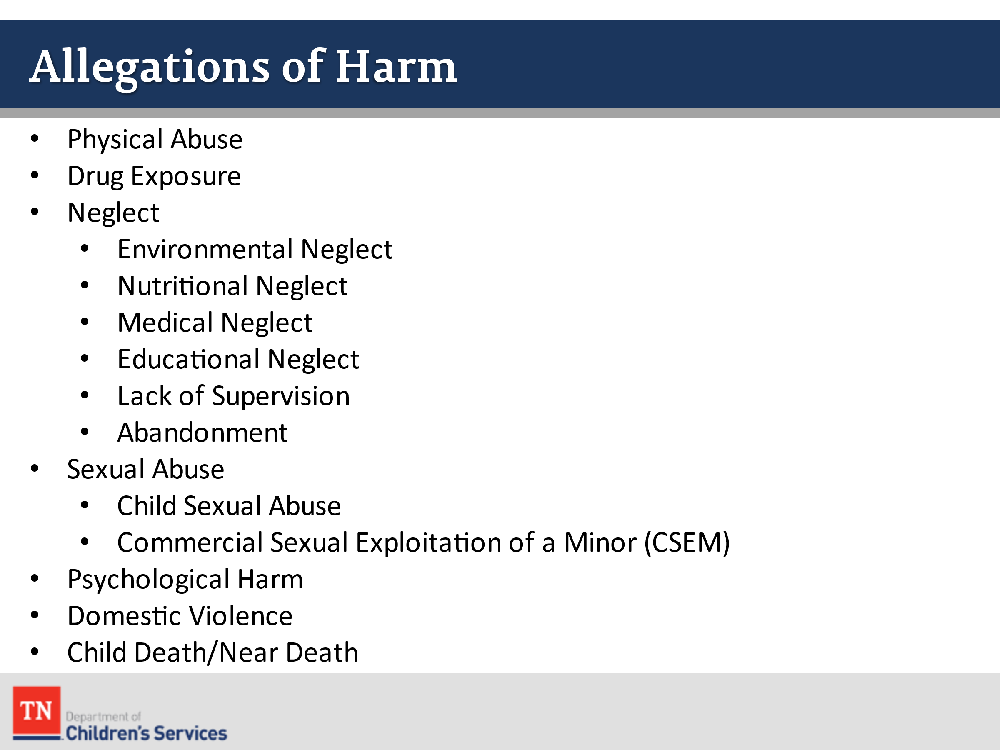 Allegations of Harm
• Physical Abuse
• Drug Exposure
• Neglect
• Environmental Neglect
• Nutritional Neglect
• Medical Neglect
• Educational Neglect
• Lack of Supervision
• Abandonment
• Sexual Abuse
• Child Sexual Abuse
• Commercial Sexual Exploitation of a Minor (CSEM)
• Psychological Harm
• Domestic Violence
• Child Death/Near Death
TN
Department of
Children's Services